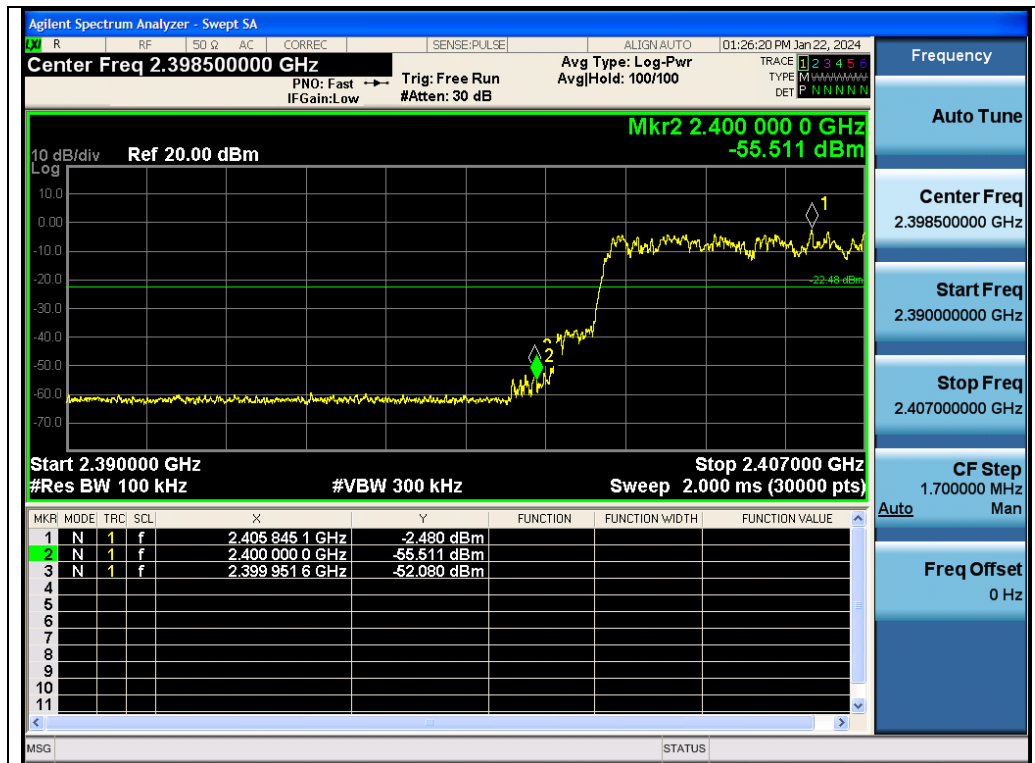 Agilent Spectrum Analyzer - Swept SA
LXI R RF 50 Ω AC CORREC SENSE:PULSE ALIGN AUTO 01:26:20 PM Jan 22, 2024
Center Freq 2.398500000 GHz
PNO: Fast
IFGain:Low
Trig: Free Run
#Atten: 30 dB
Avg Type: Log-Pwr
Avg|Hold: 100/100
TRACE 1 2 3 4 5 6
TYPE M
DET P N N N N N
Mkr2 2.400 000 0 GHz
-55.511 dBm
10 dB/div Ref 20.00 dBm
Log
10.0
0.00
-10.0
-20.0
-30.0
-40.0
-50.0
-60.0
-70.0
1
-22.48 dBm
2
Start 2.390000 GHz Stop 2.407000 GHz
#Res BW 100 kHz #VBW 300 kHz Sweep 2.000 ms (30000 pts)
MKR MODE TRC SCL X Y FUNCTION FUNCTION WIDTH FUNCTION VALUE
1 N 1 f 2.405 845 1 GHz -2.480 dBm
2 N 1 f 2.400 000 0 GHz -55.511 dBm
3 N 1 f 2.399 951 6 GHz -52.080 dBm
4
5
6
7
8
9
10
11
MSG STATUS
Frequency
Auto Tune
Center Freq
2.398500000 GHz
Start Freq
2.390000000 GHz
Stop Freq
2.407000000 GHz
CF Step
1.700000 MHz
Auto Man
Freq Offset
0 Hz